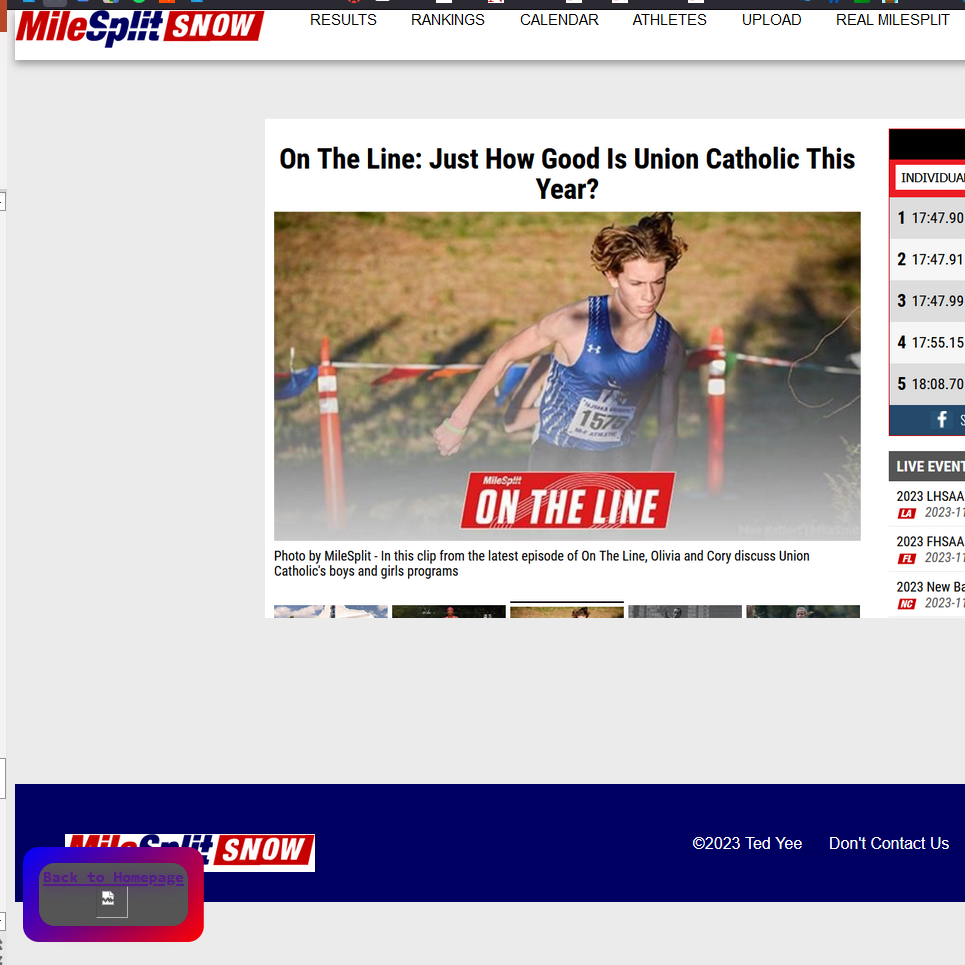 MileSplit SNOW
RESULTS RANKINGS CALENDAR ATHLETES UPLOAD REAL MILESPLIT
On The Line: Just How Good Is Union Catholic This
Year?
1576
MileSplit
ON THE LINE
Photo by MileSplit - In this clip from the latest episode of On The Line, Olivia and Cory discuss Union
Catholic's boys and girls programs
INDIVIDUA
1 17:47.90
2 17:47.91
3 17:47.99
4 17:55.15
5 18:08.70
f S
LIVE EVENT
2023 LHSAA
LA 2023-11
2023 FHSAA
FL 2023-11
2023 New Ba
NC 2023-11
MileSplit SNOW
©2023 Ted Yee Don't Contact Us
Back to Homepage